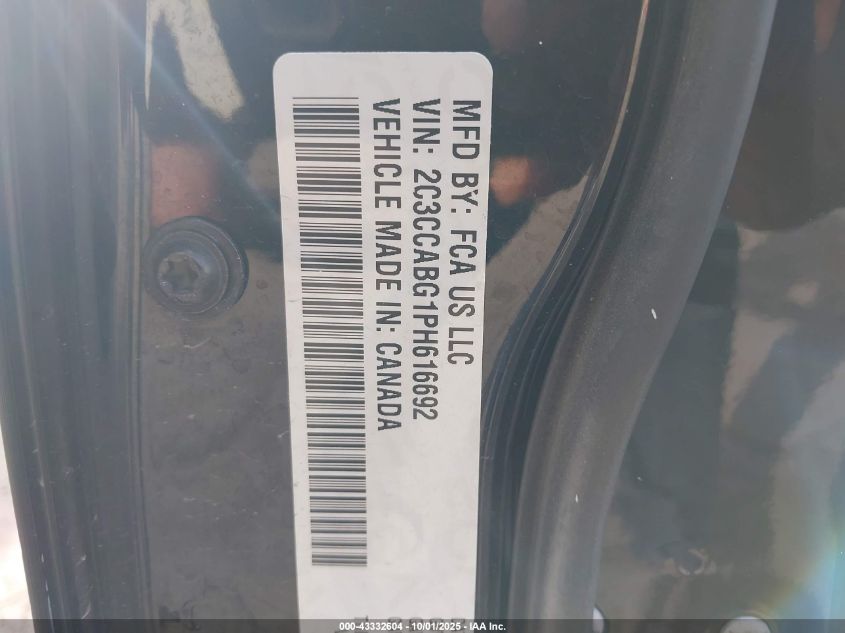 MFD BY: FCA US LLC
VIN: 2C3CCABG1PH616692
VEHICLE MADE IN: CANADA
000-43332604 - 10/01/2025 - IAA Inc.